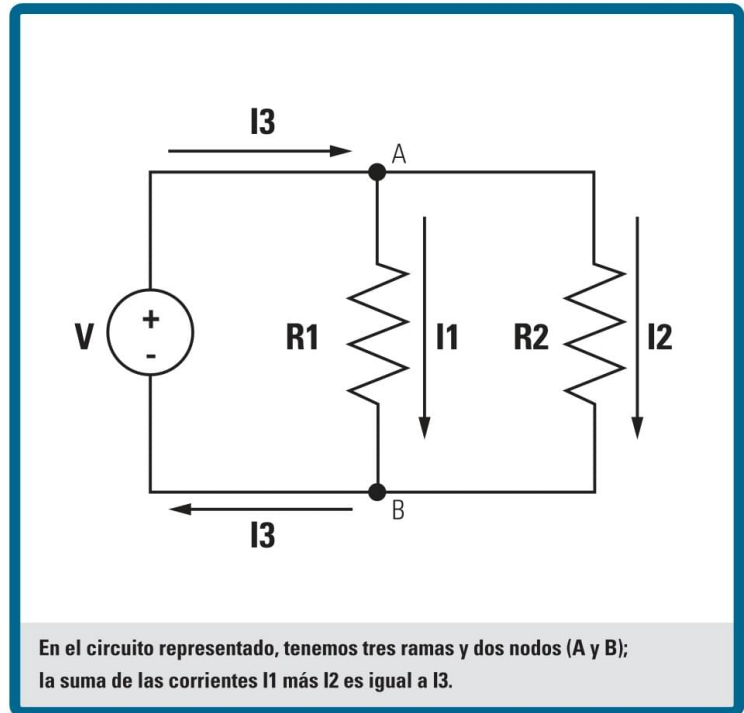 I3
A
V
+
-
R1
I1
R2
I2
B
I3
En el circuito representado, tenemos tres ramas y dos nodos (A y B);
la suma de las corrientes I1 más I2 es igual a I3.